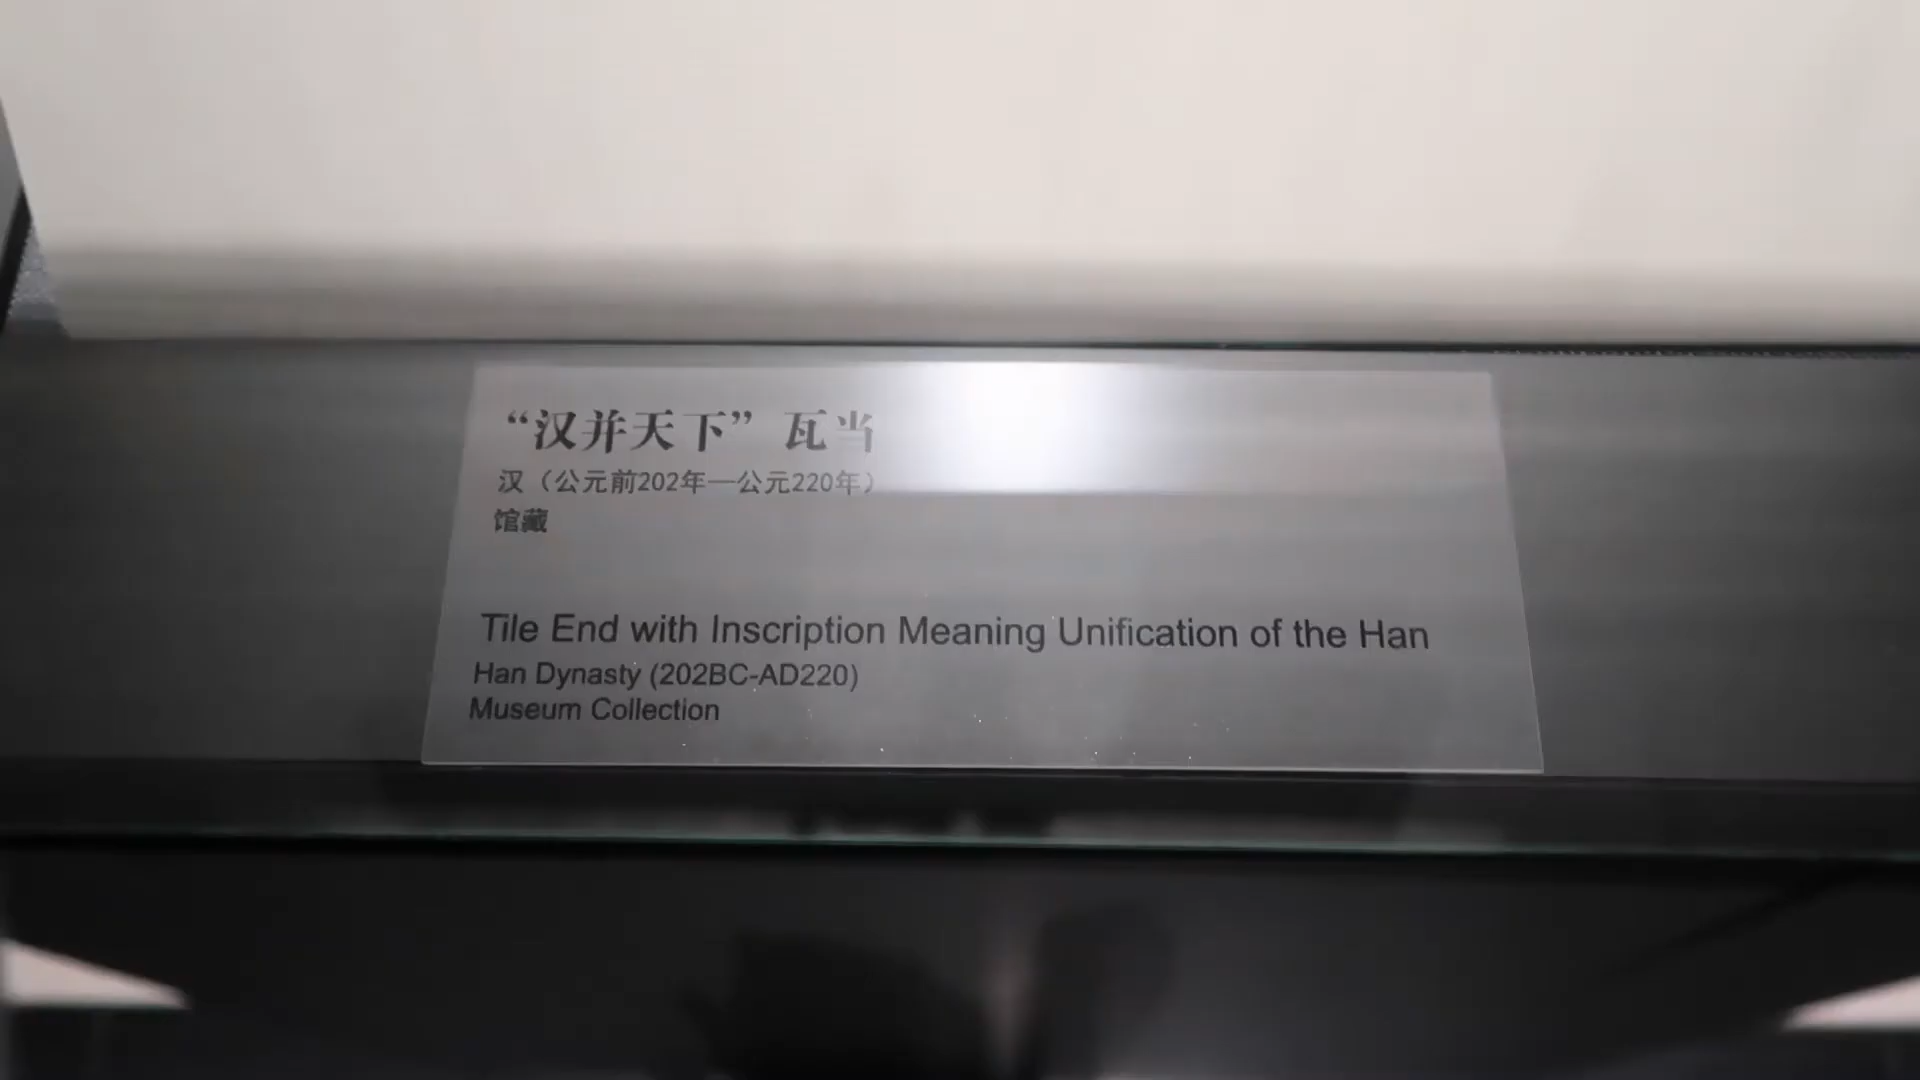 “汉并天下”瓦当
汉（公元前202年—公元220年）
馆藏
Tile End with Inscription Meaning Unification of the Han
Han Dynasty (202BC-AD220)
Museum Collection